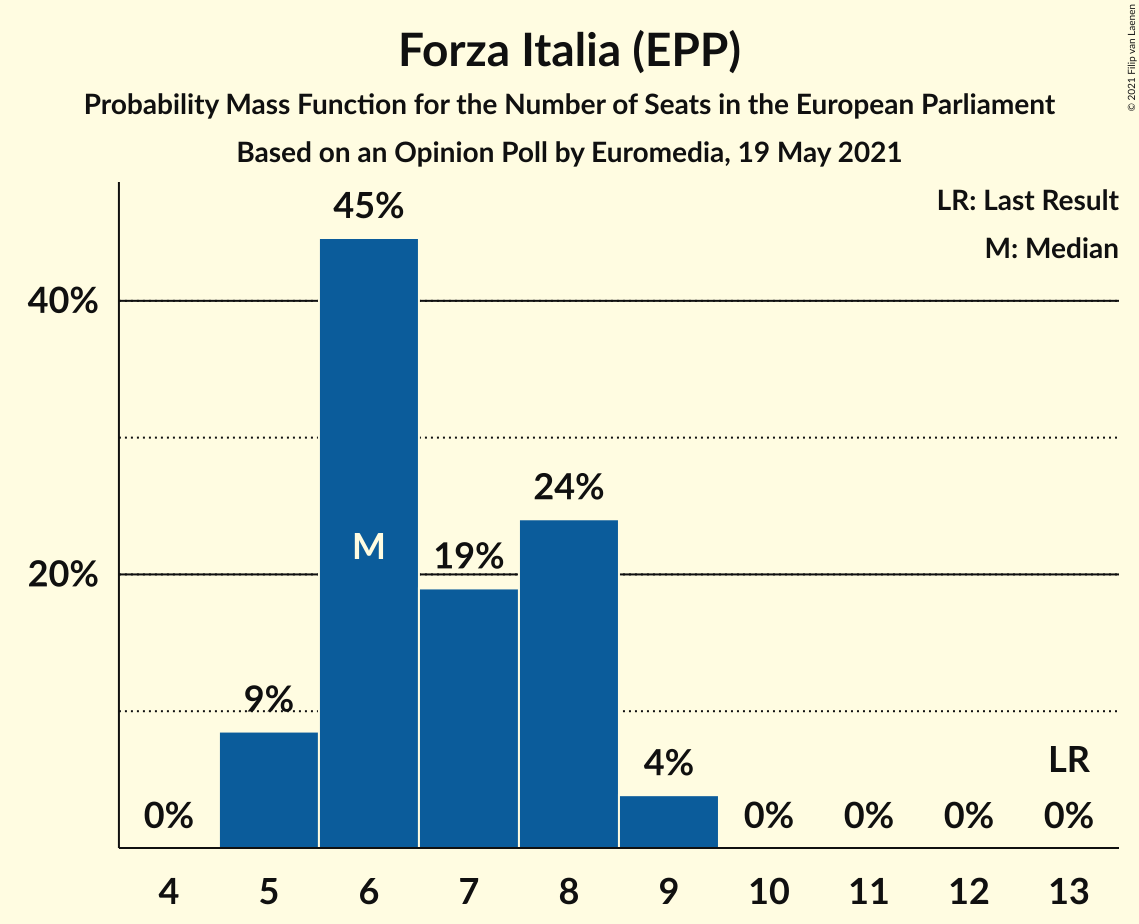 Forza Italia (EPP)
Probability Mass Function for the Number of Seats in the European Parliament
Based on an Opinion Poll by Euromedia, 19 May 2021
© 2021 Filip van Laenen
LR: Last Result
M: Median
45%
40%
24%
M
19%
20%
9%
4%
LR
0%
0%
0%
0%
0%
4 5 6 7 8 9 10 11 12 13